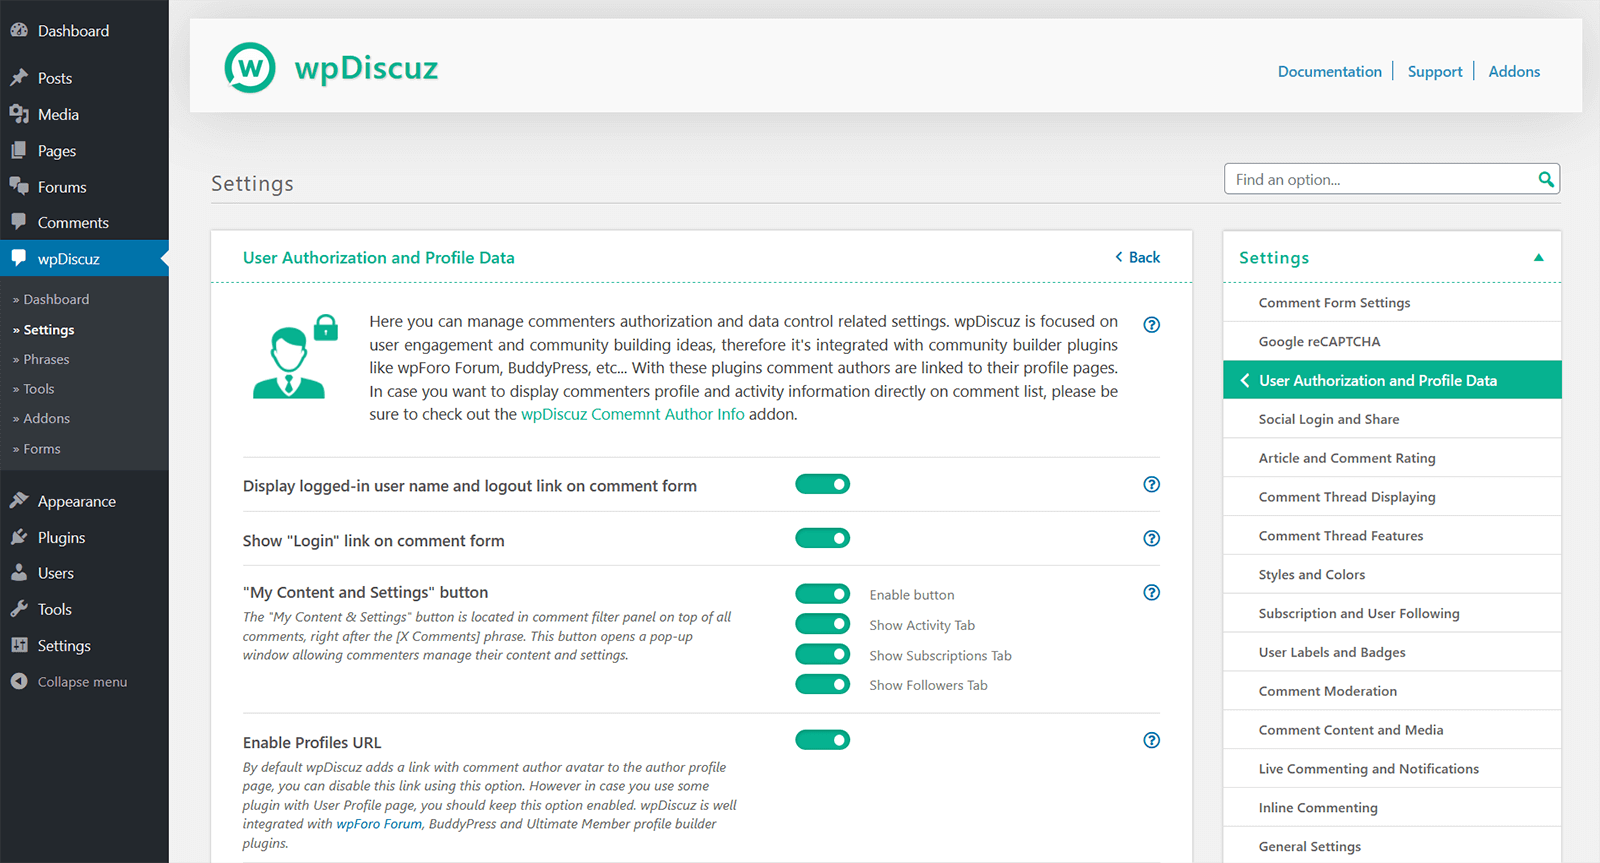 Dashboard
Posts
Media
Pages
Forums
Comments
wpDiscuz
» Dashboard
» Settings
» Phrases
» Tools
» Addons
» Forms
Appearance
Plugins
Users
Tools
Settings
Collapse menu
W wpDiscuz
Documentation
Support
Addons
Settings
Find an option...
User Authorization and Profile Data
Back
Here you can manage commenters authorization and data control related settings. wpDiscuz is focused on
user engagement and community building ideas, therefore it's integrated with community builder plugins
like wpForo Forum, BuddyPress, etc... With these plugins comment authors are linked to their profile pages.
In case you want to display commenters profile and activity information directly on comment list, please be
sure to check out the wpDiscuz Comemnt Author Info addon.
?
Display logged-in user name and logout link on comment form
?
Show "Login" link on comment form
?
"My Content and Settings" button
The "My Content & Settings" button is located in comment filter panel on top of all
comments, right after the [X Comments] phrase. This button opens a pop-up
window allowing commenters manage their content and settings.
Enable button
Show Activity Tab
Show Subscriptions Tab
Show Followers Tab
?
Enable Profiles URL
By default wpDiscuz adds a link with comment author avatar to the author profile
page, you can disable this link using this option. However in case you use some
plugin with User Profile page, you should keep this option enabled. wpDiscuz is well
integrated with wpForo Forum, BuddyPress and Ultimate Member profile builder
plugins.
?
Settings
Comment Form Settings
Google reCAPTCHA
User Authorization and Profile Data
Social Login and Share
Article and Comment Rating
Comment Thread Displaying
Comment Thread Features
Styles and Colors
Subscription and User Following
User Labels and Badges
Comment Moderation
Comment Content and Media
Live Commenting and Notifications
Inline Commenting
General Settings